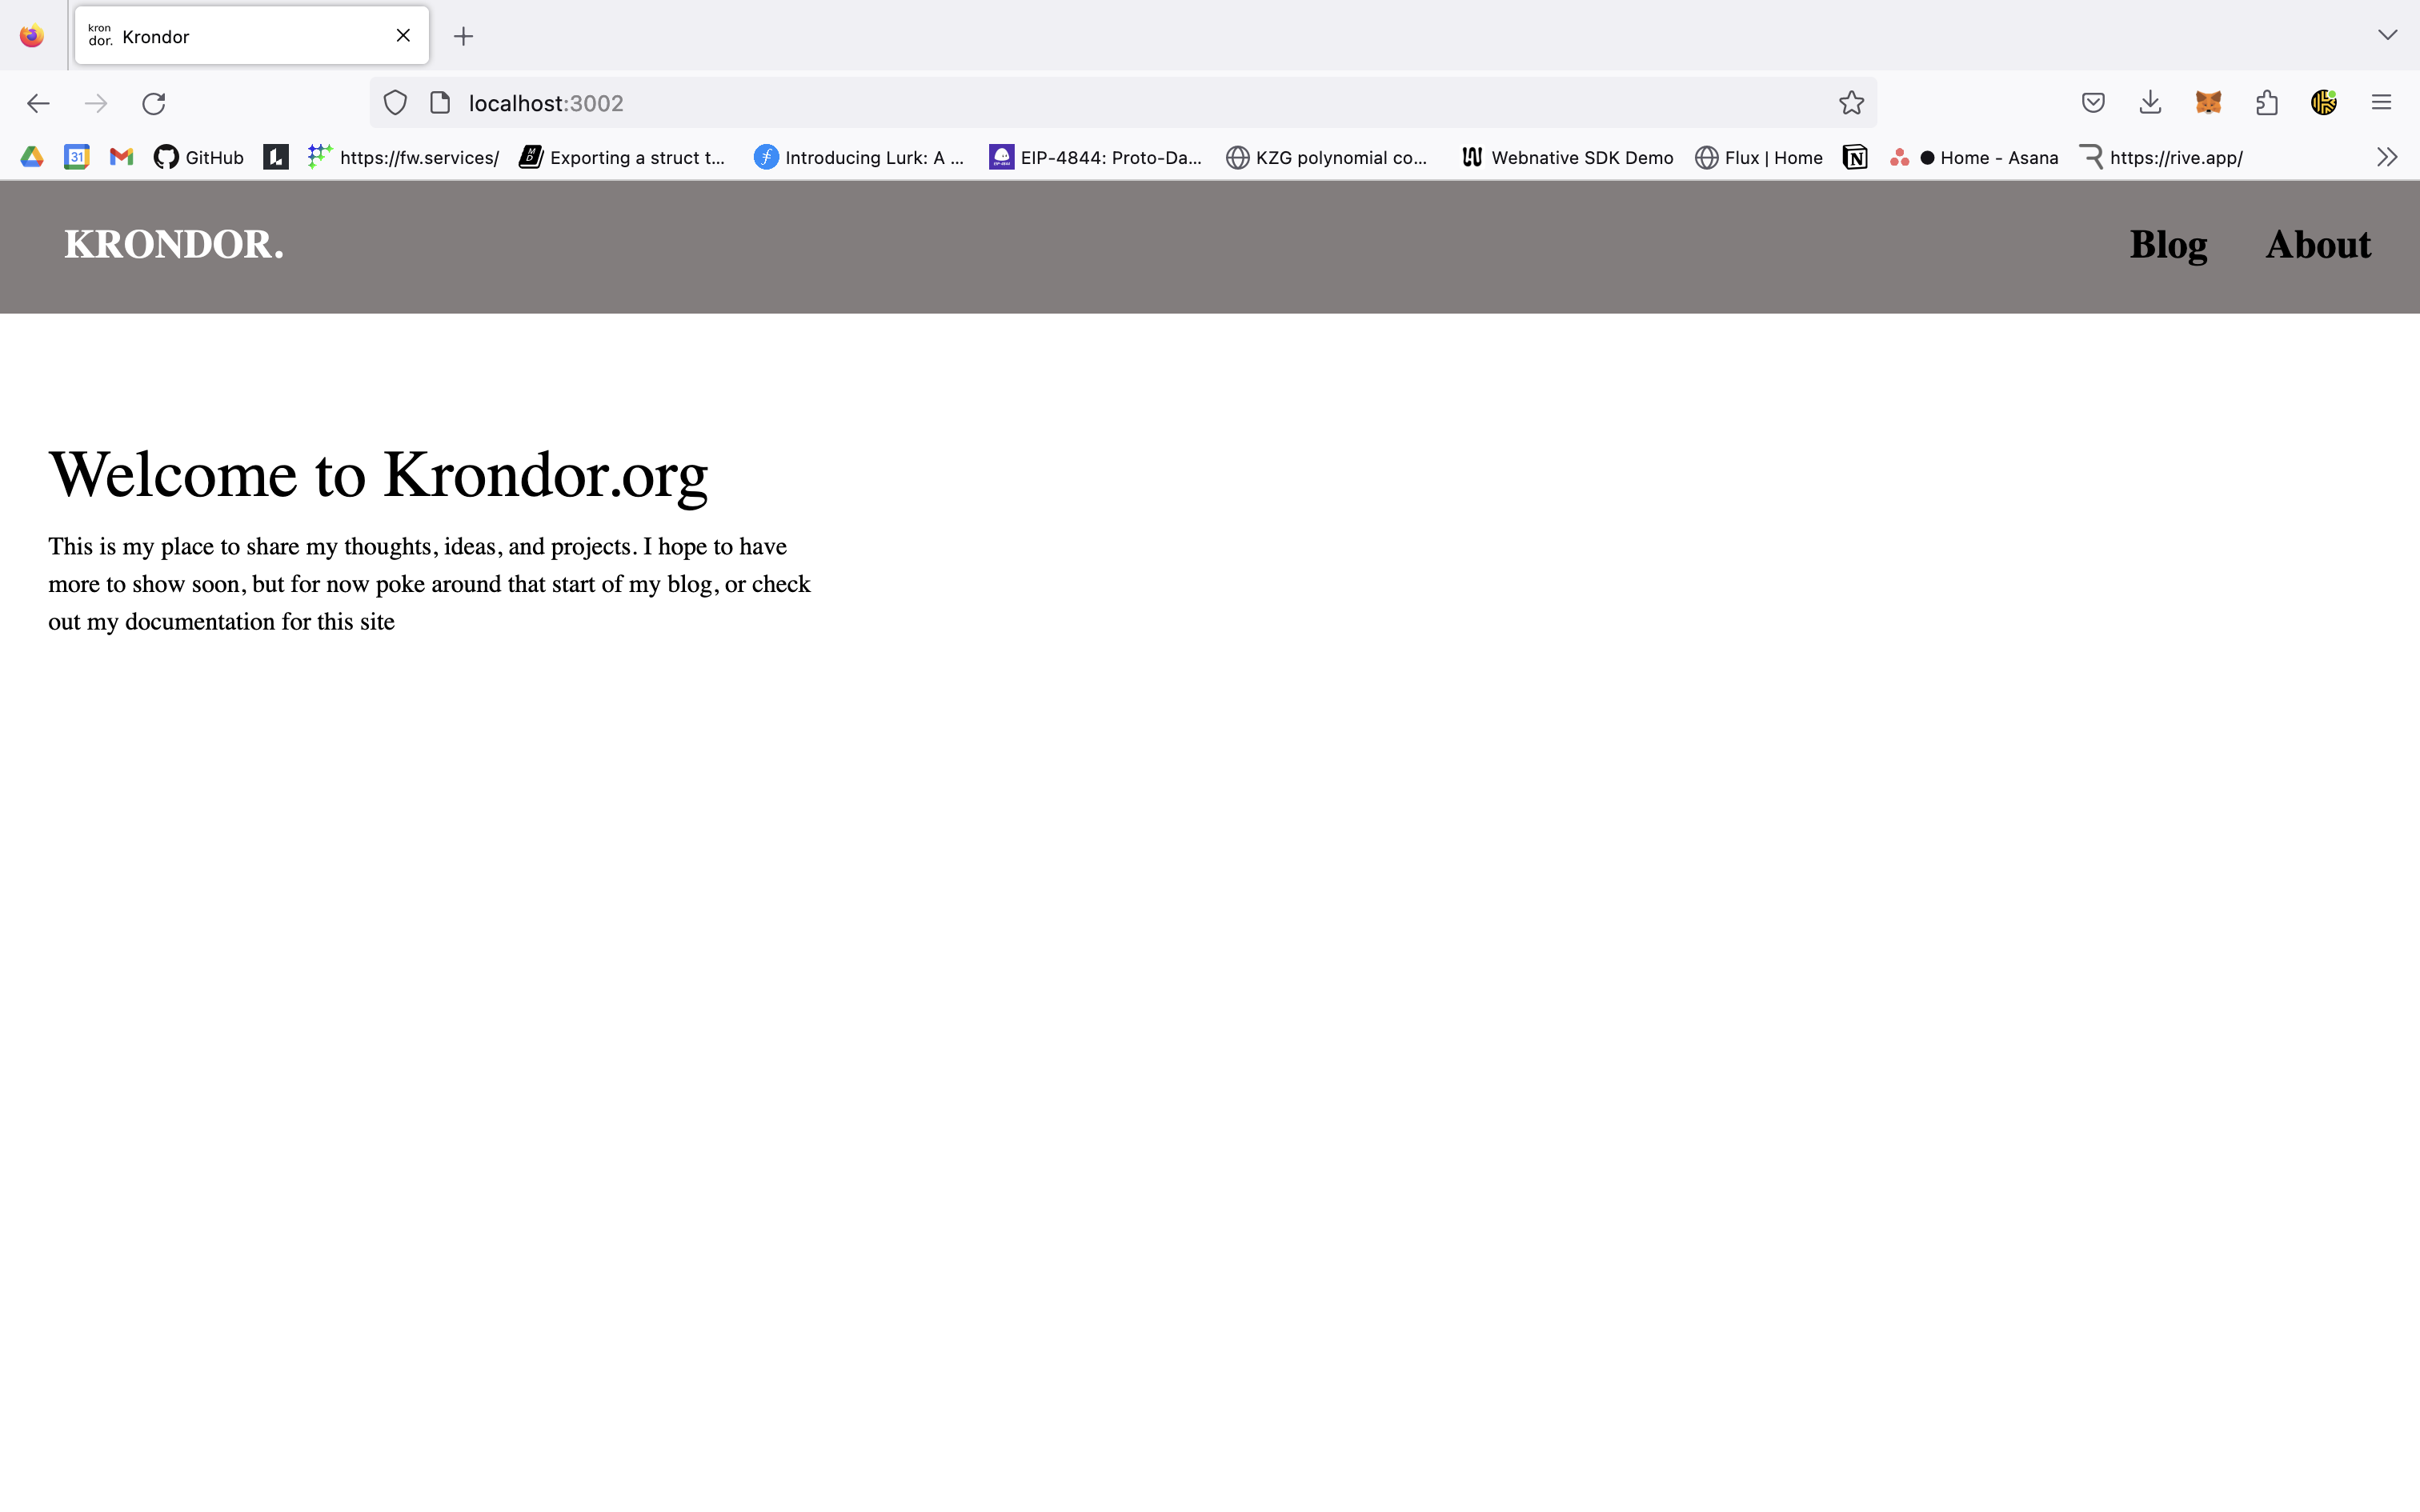 kron
dor.
Krondor
localhost:3002
31
GitHub
https://fw.services/
Exporting a struct t...
Introducing Lurk: A ...
EIP-4844: Proto-Da...
KZG polynomial co...
Webnative SDK Demo
Flux | Home
Home - Asana
https://rive.app/
KRONDOR.
Blog
About
Welcome to Krondor.org
This is my place to share my thoughts, ideas, and projects. I hope to have
more to show soon, but for now poke around that start of my blog, or check
out my documentation for this site